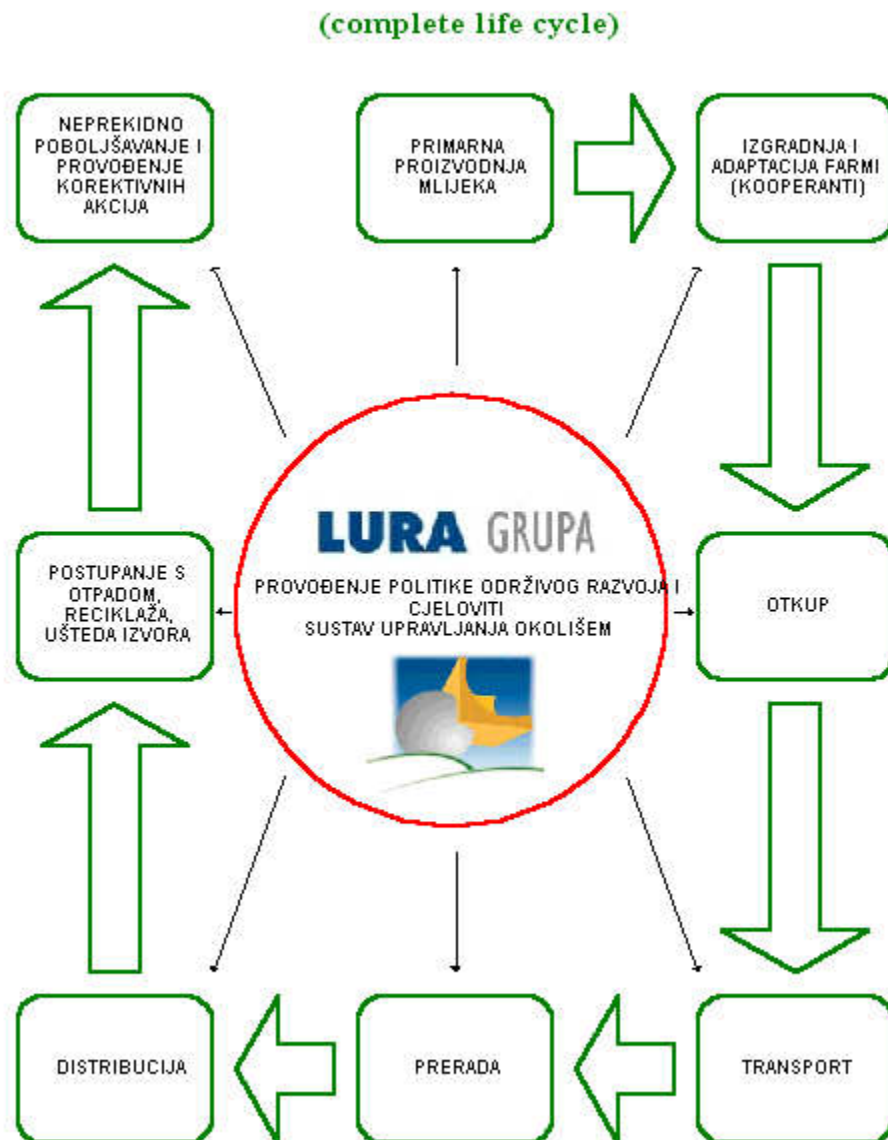 (complete life cycle)
NEPREKIDNO
POBOLJŠAVANJE I
PROVOĐENJE
KOREKTIVNIH
AKCIJA
PRIMARNA
PROIZVODNJA
MLIJEKA
IZGRADNJA I
ADAPTACIJA FARMI
(KOOPERANTI)
LURA GRUPA
PROVOĐENJE POLITIKE ODRŽIVOG RAZVOJA I
CJELOVITI
SUSTAV UPRAVLJANJA OKOLIŠEM
POSTUPANJE S
OTPADOM,
RECIKLAŽA,
UŠTEDA IZVORA
OTKUP
DISTRIBUCIJA
PRERADA
TRANSPORT